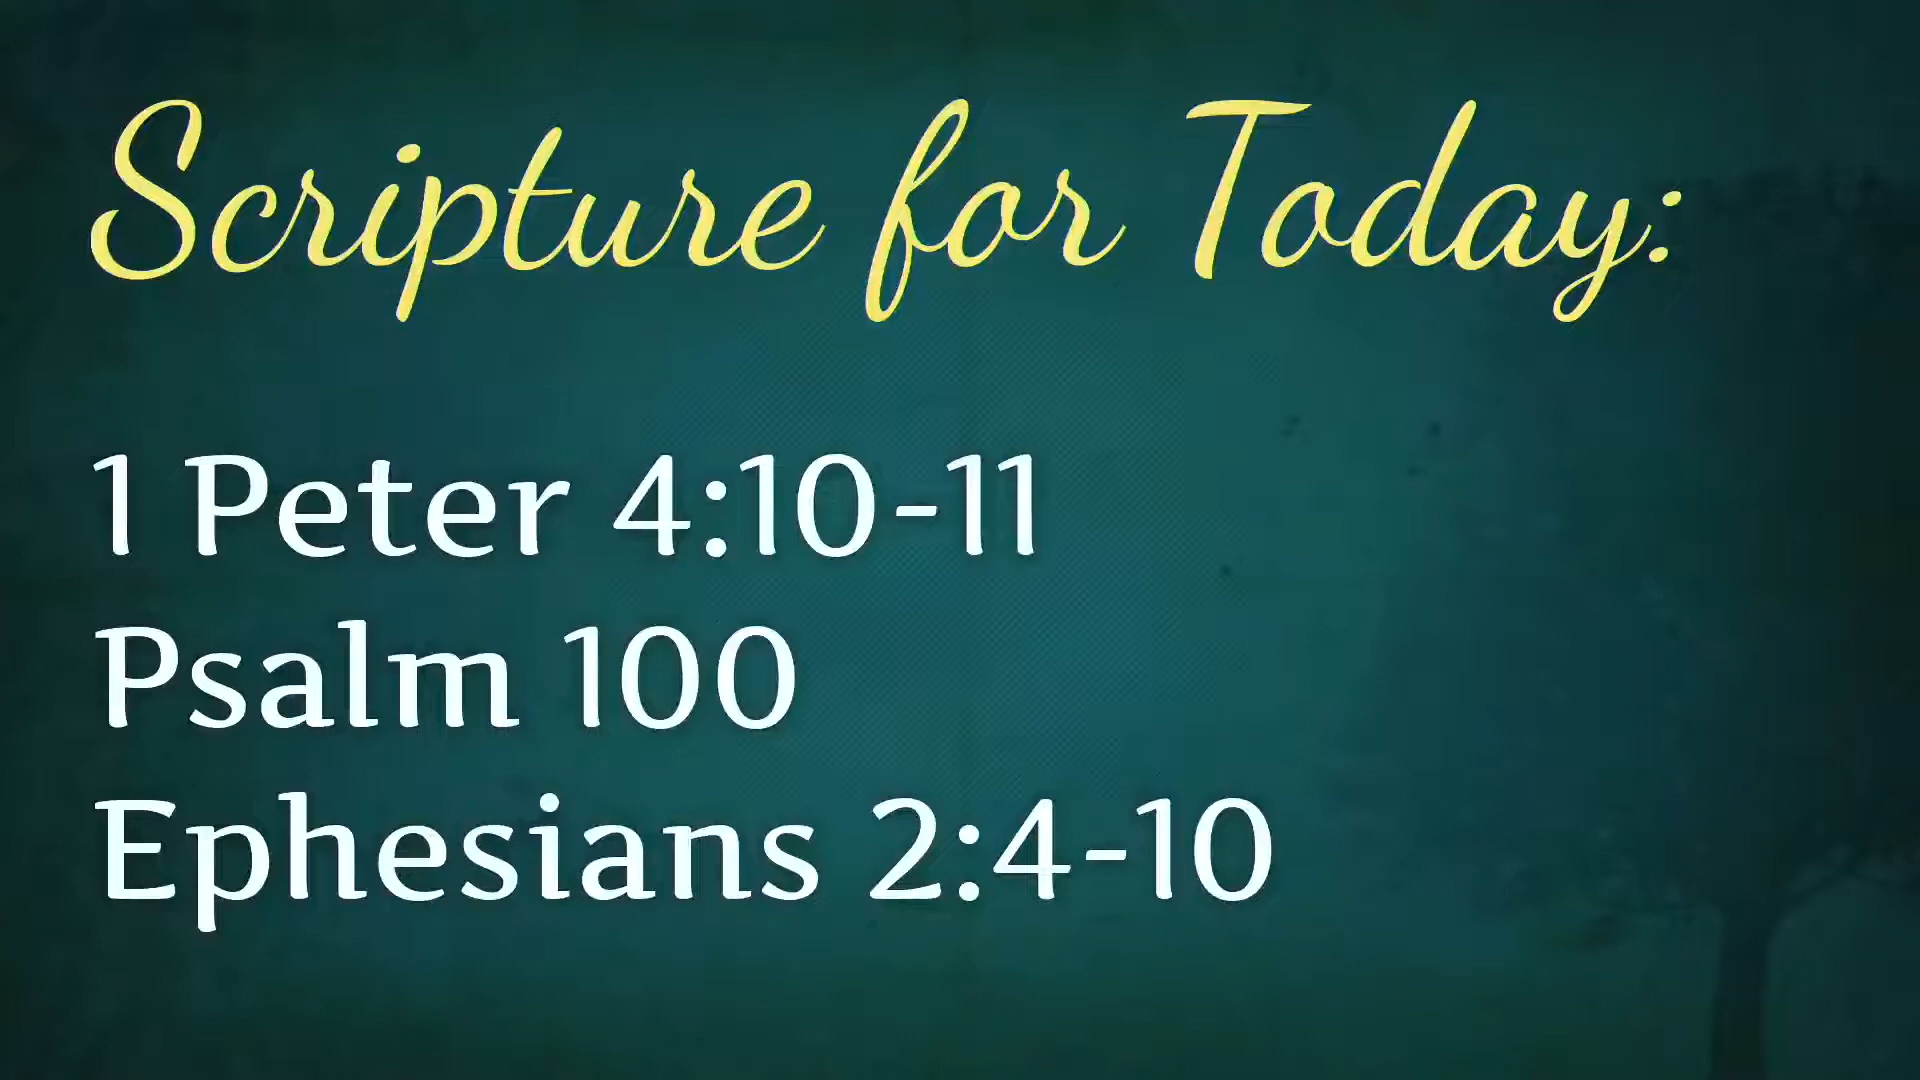 Scripture for Today:
1 Peter 4:10-11
Psalm 100
Ephesians 2:4-10